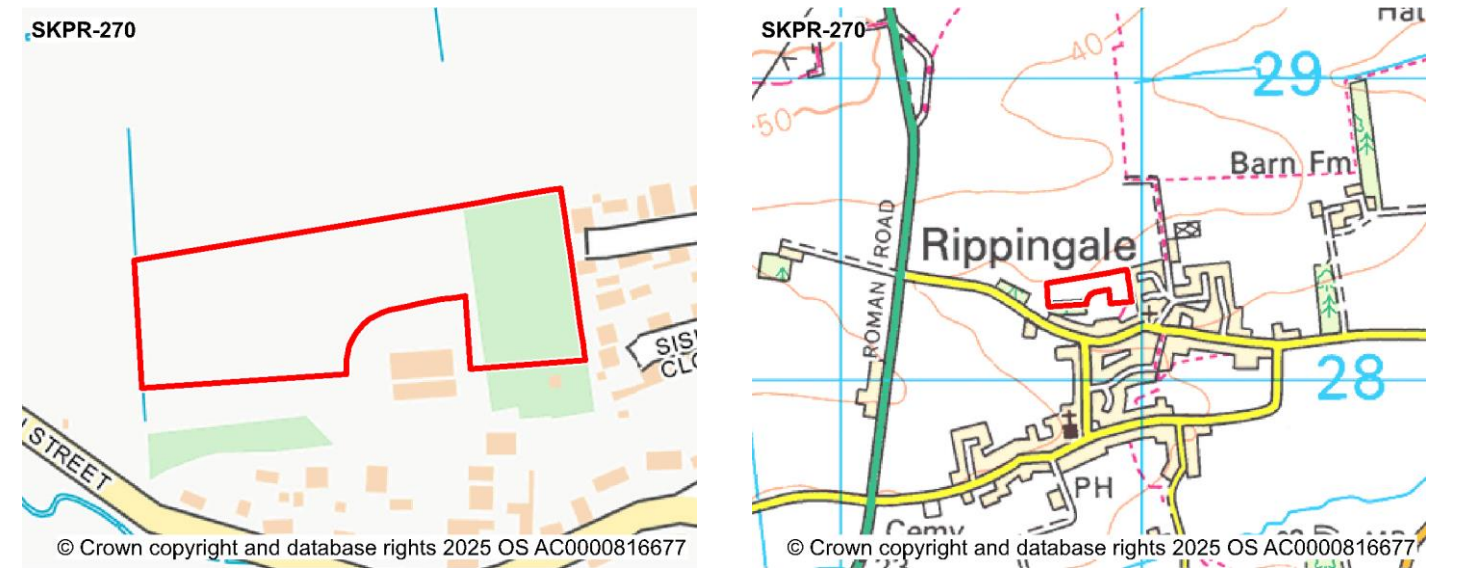 SKPR-270
STREET
SIS
CLO
© Crown copyright and database rights 2025 OS AC0000816677
SKPR-270
40
29
50
Barn Fm
ROMAN ROAD
Rippingale
28
PH
Cemy
© Crown copyright and database rights 2025 OS AC0000816677